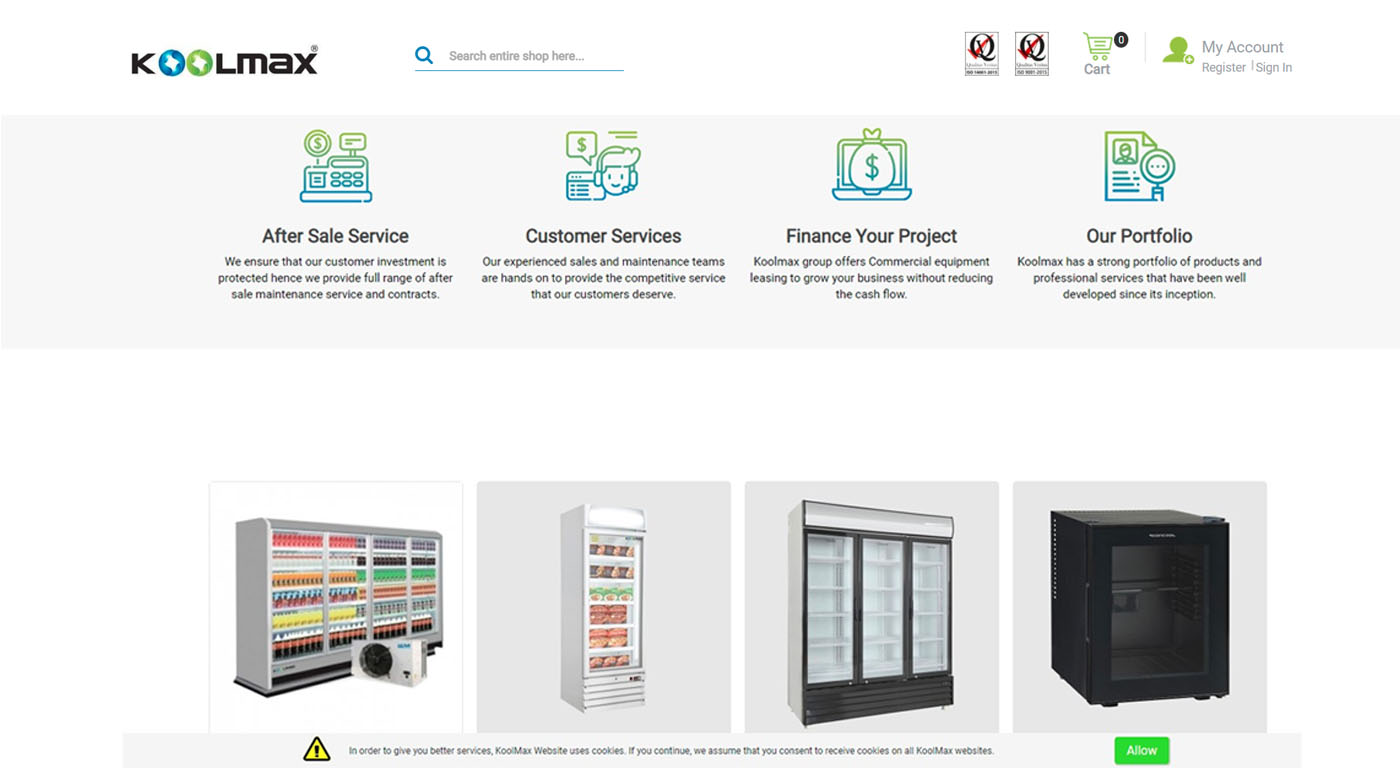 KOOLMAX®
Search entire shop here...
Qualitas Veritas
ISO 14001-2015
Qualitas Veritas
ISO 9001-2015
0
Cart
My Account
Register | Sign In
After Sale Service
We ensure that our customer investment is
protected hence we provide full range of after
sale maintenance service and contracts.
Customer Services
Our experienced sales and maintenance teams
are hands on to provide the competitive service
that our customers deserve.
Finance Your Project
Koolmax group offers Commercial equipment
leasing to grow your business without reducing
the cash flow.
Our Portfolio
Koolmax has a strong portfolio of products and
professional services that have been well
developed since its inception.
In order to give you better services, KoolMax Website uses cookies. If you continue, we assume that you consent to receive cookies on all KoolMax websites.
Allow